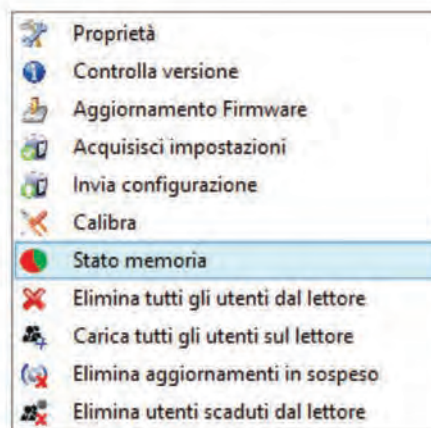 Proprietà
Controlla versione
Aggiornamento Firmware
Acquisisci impostazioni
Invia configurazione
Calibra
Stato memoria
Elimina tutti gli utenti dal lettore
Carica tutti gli utenti sul lettore
Elimina aggiornamenti in sospeso
Elimina utenti scaduti dal lettore